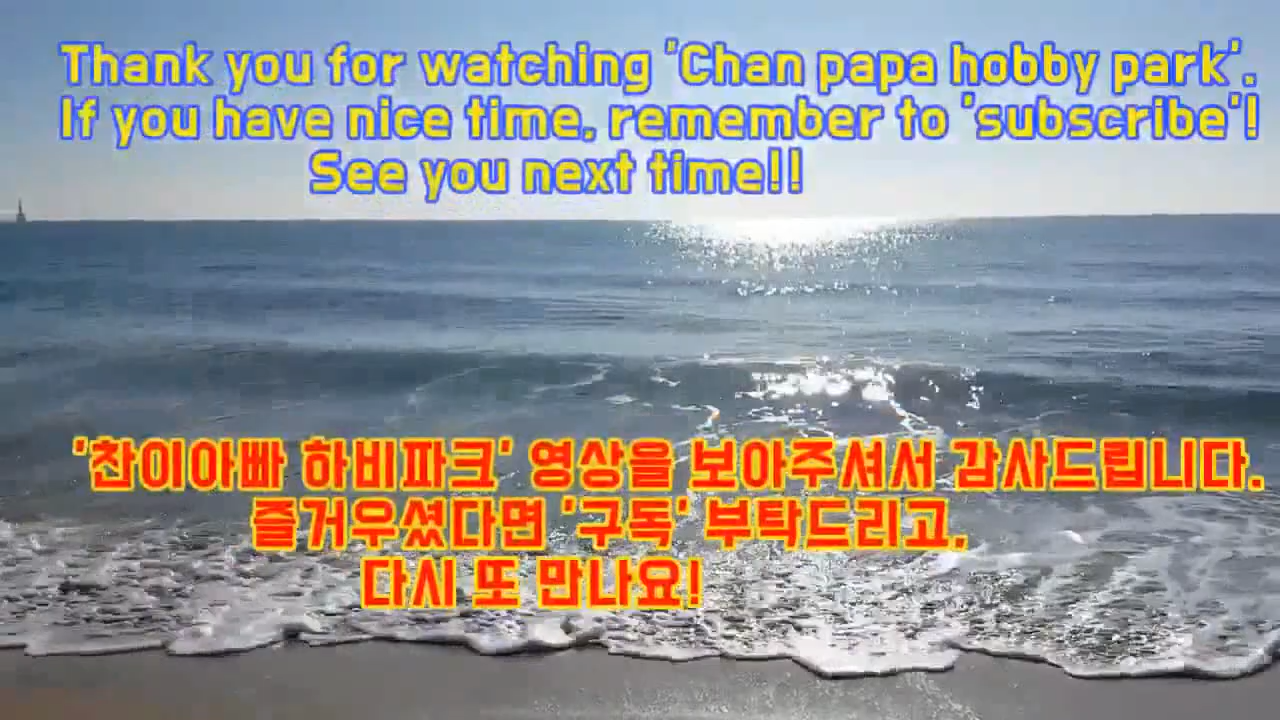 Thank you for watching 'Chan papa hobby park'.
If you have nice time, remember to 'subscribe'!
See you next time!!
'찬이아빠 하비파크' 영상을 보아주셔서 감사드립니다.
즐거우셨다면 '구독' 부탁드리고,
다시 또 만나요!